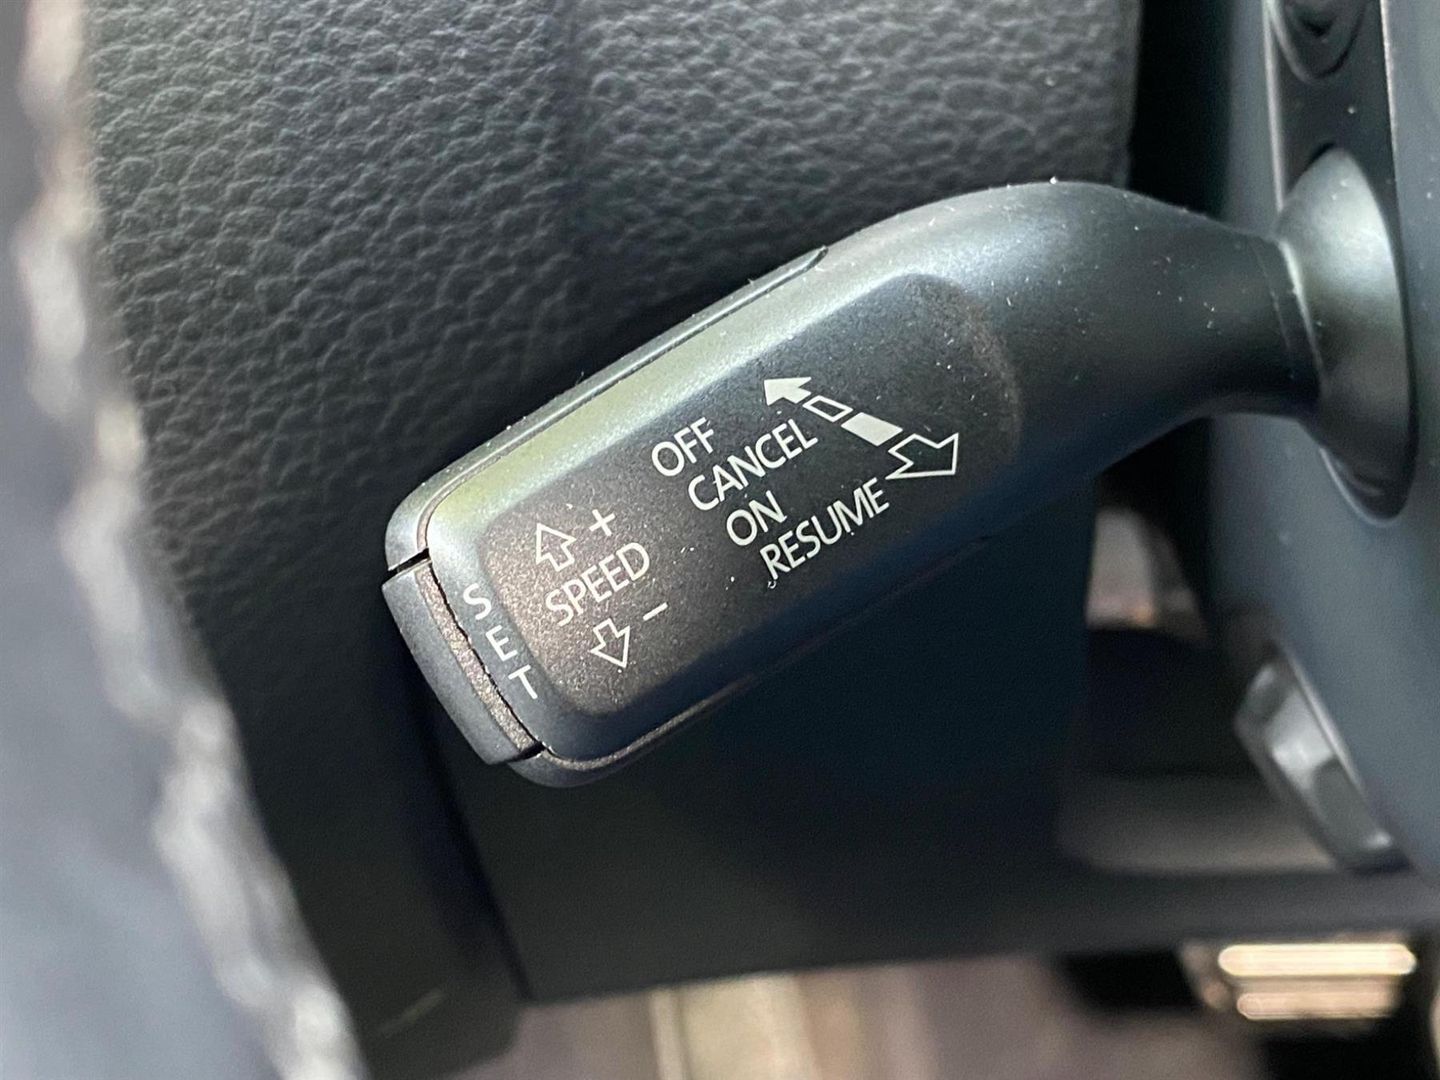 OFF
CANCEL
ON
RESUME
+
SPEED
−
SET